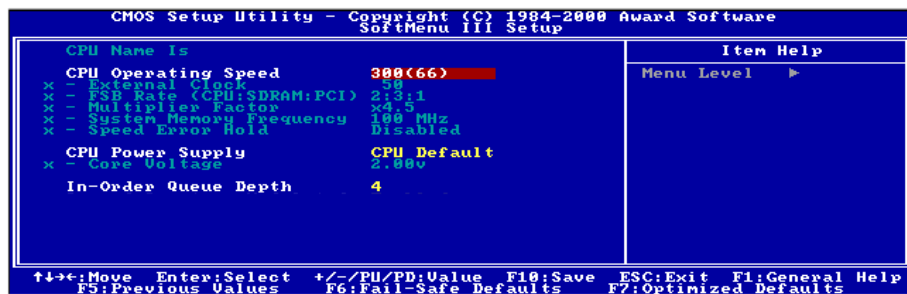 CMOS Setup Utility - Copyright (C) 1984-2000 Award Software
SoftMenu III Setup
CPU Name Is
Item Help
CPU Operating Speed 300(66)
Menu Level ►
x - External Clock 50
x - FSB Rate (CPU:SDRAM:PCI) 2:3:1
x - Multiplier Factor x4.5
x - System Memory Frequency 100 MHz
x - Speed Error Hold Disabled
CPU Power Supply CPU Default
x - Core Voltage 2.00v
In-Order Queue Depth 4
↑↓→←:Move Enter:Select +/-/PU/PD:Value F10:Save ESC:Exit F1:General Help
F5:Previous Values F6:Fail-Safe Defaults F7:Optimized Defaults